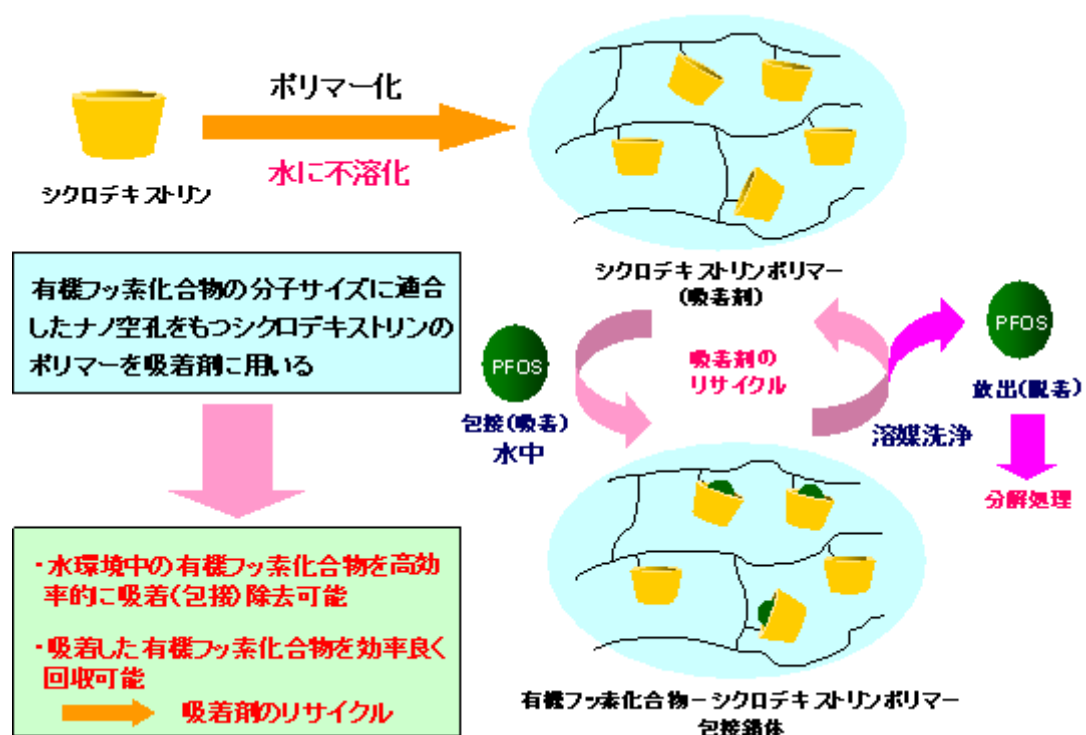 ポリマー化
水に不溶化
シクロデキストリン
シクロデキストリンポリマー
(吸着剤)
有機フッ素化合物の分子サイズに適合
したナノ空孔をもつシクロデキストリンの
ポリマーを吸着剤に用いる
PFOS
包接(吸着)
水中
吸着剤の
リサイクル
PFOS
放出(脱着)
溶媒洗浄
分解処理
・水環境中の有機フッ素化合物を高効
率的に吸着(包接)除去可能
・吸着した有機フッ素化合物を効率良く
回収可能
吸着剤のリサイクル
有機フッ素化合物－シクロデキストリンポリマー
包接錯体